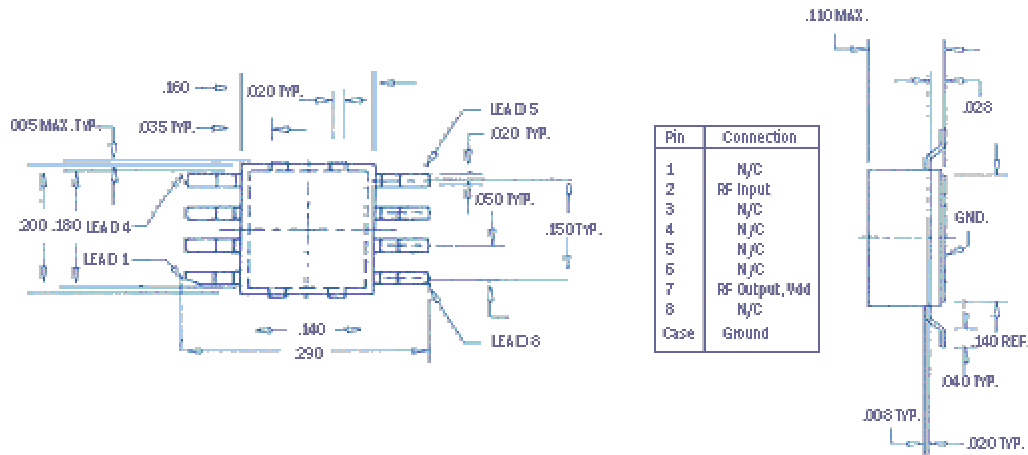 .110 MAX.
.160
.020 TYP.
.028
LEAD 5
.005 MAX. TYP.
.035 TYP.
.020 TYP.
Pin Connection
1 N/C
2 RF Input
3 N/C
4 N/C
5 N/C
6 N/C
7 RF Output, Vdd
8 N/C
Case Ground
.050 TYP.
.200 .180 LEAD 4
.150 TYP.
GND.
LEAD 1
.140
LEAD 8
.290
.140 REF.
.040 TYP.
.008 TYP.
.020 TYP.